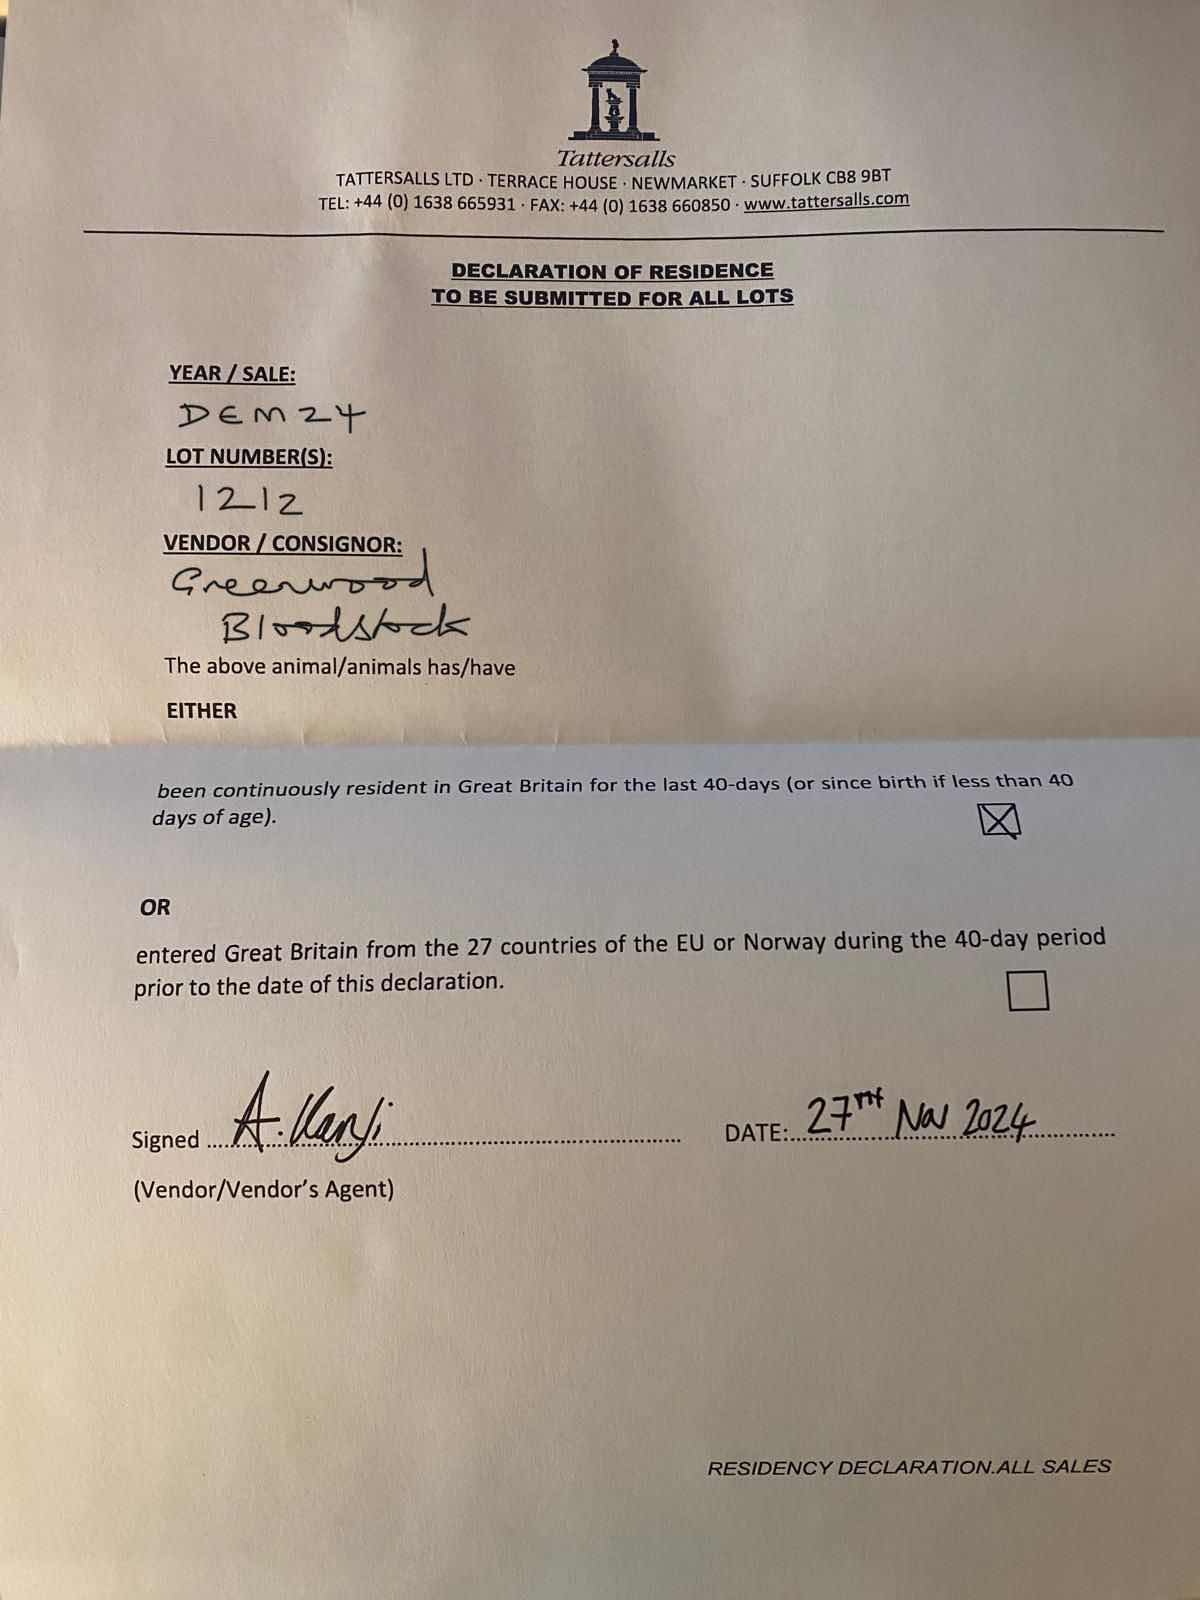 Tattersalls
TATTERSALLS LTD · TERRACE HOUSE · NEWMARKET · SUFFOLK CB8 9BT
TEL: +44 (0) 1638 665931 · FAX: +44 (0) 1638 660850 · www.tattersalls.com
DECLARATION OF RESIDENCE
TO BE SUBMITTED FOR ALL LOTS
YEAR / SALE:
DEM24
LOT NUMBER(S):
1212
VENDOR / CONSIGNOR:
Greenwood
Bloodstock
The above animal/animals has/have
EITHER
been continuously resident in Great Britain for the last 40-days (or since birth if less than 40
days of age).
OR
entered Great Britain from the 27 countries of the EU or Norway during the 40-day period
prior to the date of this declaration.
Signed A. Kanji DATE: 27TH Nov 2024
(Vendor/Vendor's Agent)
RESIDENCY DECLARATION.ALL SALES